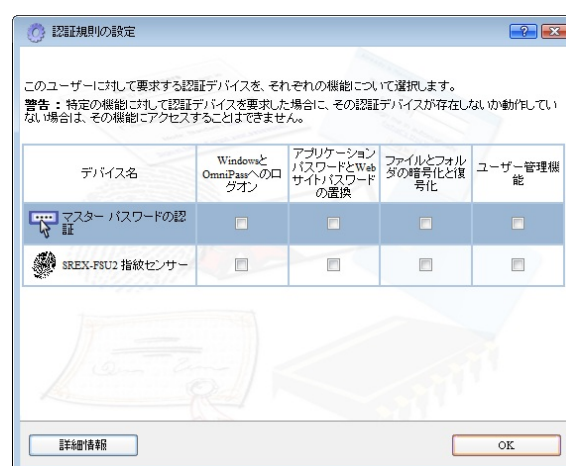 認証規則の設定
このユーザーに対して要求する認証デバイスを、それぞれの機能について選択します。
警告：特定の機能に対して認証デバイスを要求した場合に、その認証デバイスが存在しないか動作してい
ない場合は、その機能にアクセスすることはできません。
デバイス名
Windowsと
OmniPassへのロ
グオン
アプリケーション
パスワードとWeb
サイトパスワード
の置換
ファイルとフォル
ダの暗号化と復
号化
ユーザー管理機
能
マスター パスワードの認
証
SREX-FSU2 指紋センサー
詳細情報
OK